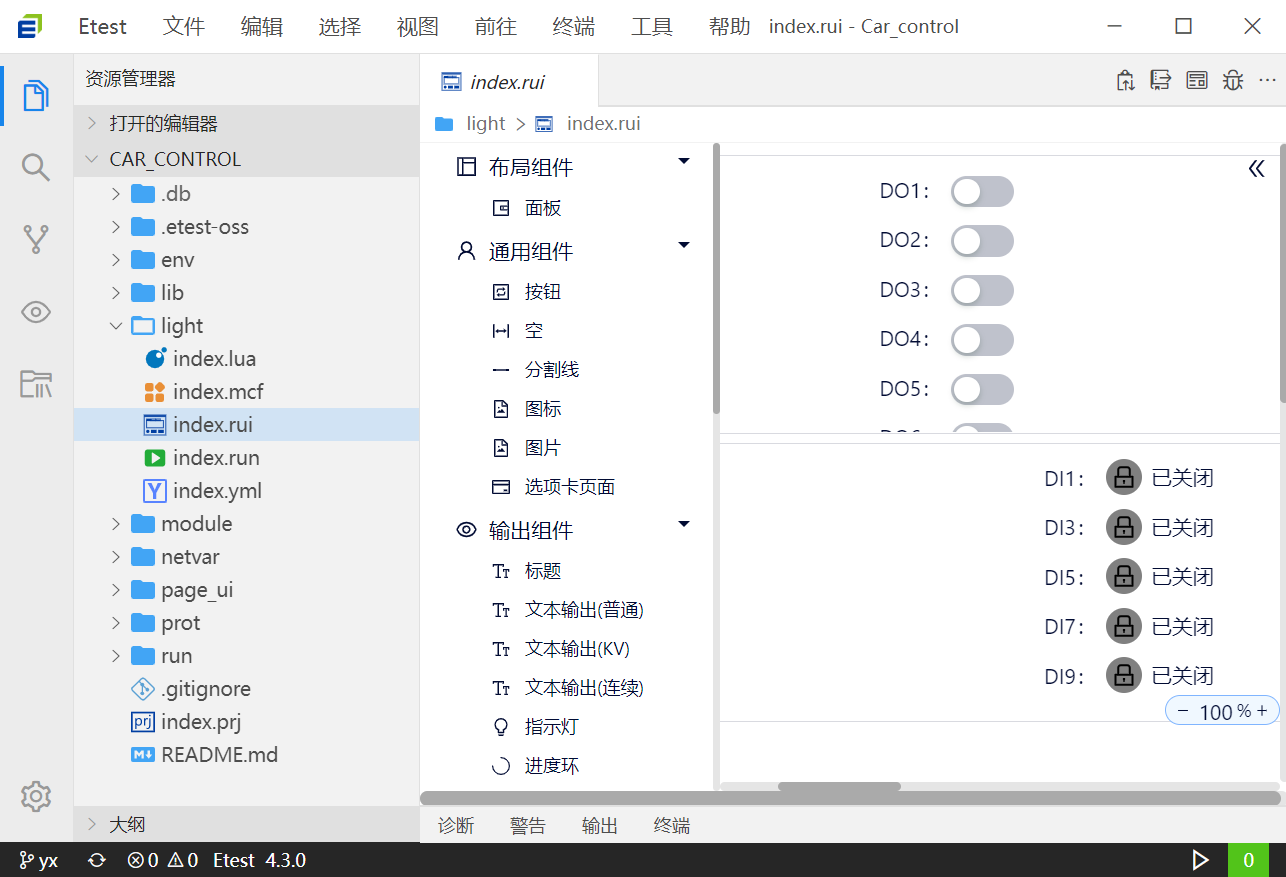 Etest 文件 编辑 选择 视图 前往 终端 工具 帮助 index.rui - Car_control
资源管理器
打开的编辑器
CAR_CONTROL
.db
.etest-oss
env
lib
light
index.lua
index.mcf
index.rui
index.run
index.yml
module
netvar
page_ui
prot
run
.gitignore
prj index.prj
M README.md
大纲
index.rui
light > index.rui
布局组件
面板
通用组件
按钮
空
分割线
图标
图片
选项卡页面
输出组件
Tт 标题
Tт 文本输出(普通)
Tт 文本输出(KV)
Tт 文本输出(连续)
指示灯
进度环
DO1:
DO2:
DO3:
DO4:
DO5:
DO6:
DI1: 已关闭
DI3: 已关闭
DI5: 已关闭
DI7: 已关闭
DI9: 已关闭
− 100% +
诊断 警告 输出 终端
yx 0 0 Etest 4.3.0 0